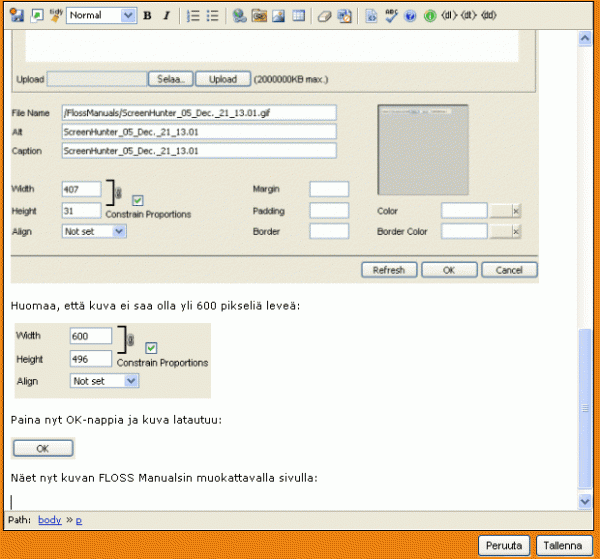 tidy Normal B I ABC {dl} {dt} {dd}
Upload Selaa.. Upload (2000000KB max.)
File Name /FlossManuals/ScreenHunter_05_Dec._21_13.01.gif
Alt ScreenHunter_05_Dec._21_13.01
Caption ScreenHunter_05_Dec._21_13.01
Width 407 Margin
Height 31 Constrain Proportions Padding Color
Align Not set Border Border Color
Refresh OK Cancel
Huomaa, että kuva ei saa olla yli 600 pikseliä leveä:
Width 600
Height 496 Constrain Proportions
Align Not set
Paina nyt OK-nappia ja kuva latautuu:
OK
Näet nyt kuvan FLOSS Manualsin muokattavalla sivulla:
Path: body » p
Peruuta Tallenna